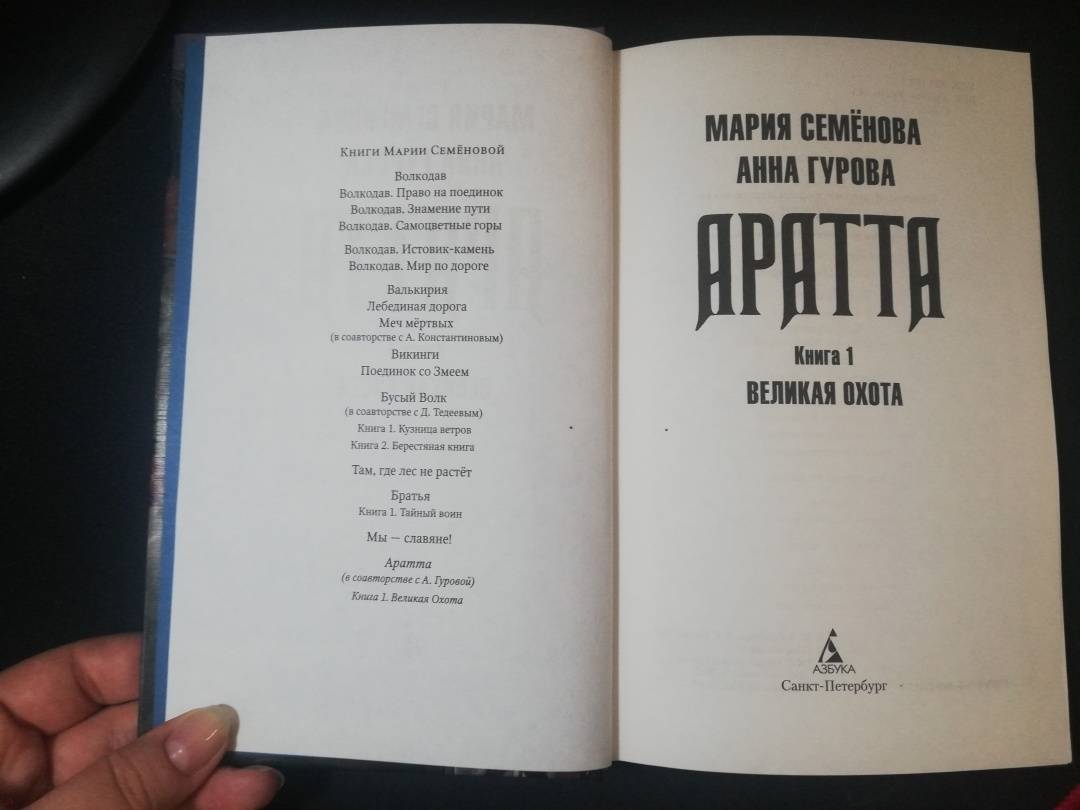 Книги Марии Семёновой
Волкодав
Волкодав. Право на поединок
Волкодав. Знамение пути
Волкодав. Самоцветные горы
Волкодав. Истовик-камень
Волкодав. Мир по дороге
Валькирия
Лебединая дорога
Меч мёртвых
(в соавторстве с А. Константиновым)
Викинги
Поединок со Змеем
Бусый Волк
(в соавторстве с Д. Тедеевым)
Книга 1. Кузница ветров
Книга 2. Берестяная книга
Там, где лес не растёт
Братья
Книга 1. Тайный воин
Мы — славяне!
Аратта
(в соавторстве с А. Гуровой)
Книга 1. Великая Охота
МАРИЯ СЕМЁНОВА
АННА ГУРОВА
АРАТТА
Книга 1
ВЕЛИКАЯ ОХОТА
АЗБУКА
Санкт-Петербург